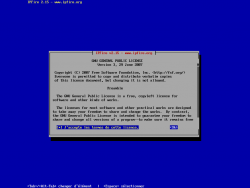 IPFire 2.15 - www.ipfire.org
IPFire 2.15 - www.ipfire.org
GNU GENERAL PUBLIC LICENSE
Version 3, 29 June 2007
Copyright (C) 2007 Free Software Foundation, Inc. <http://fsf.org/>
Everyone is permitted to copy and distribute verbatim copies
of this license document, but changing it is not allowed.
Preamble
The GNU General Public License is a free, copyleft license for
software and other kinds of works.
The licenses for most software and other practical works are designed
to take away your freedom to share and change the works. By contrast,
the GNU General Public License is intended to guarantee your freedom to
share and change all versions of a program--to make sure it remains free
[*] J'accepte les termes de cette licence.
Ok
<Tab>/<Alt-Tab> changer d'élément | <Espace> sélectionner